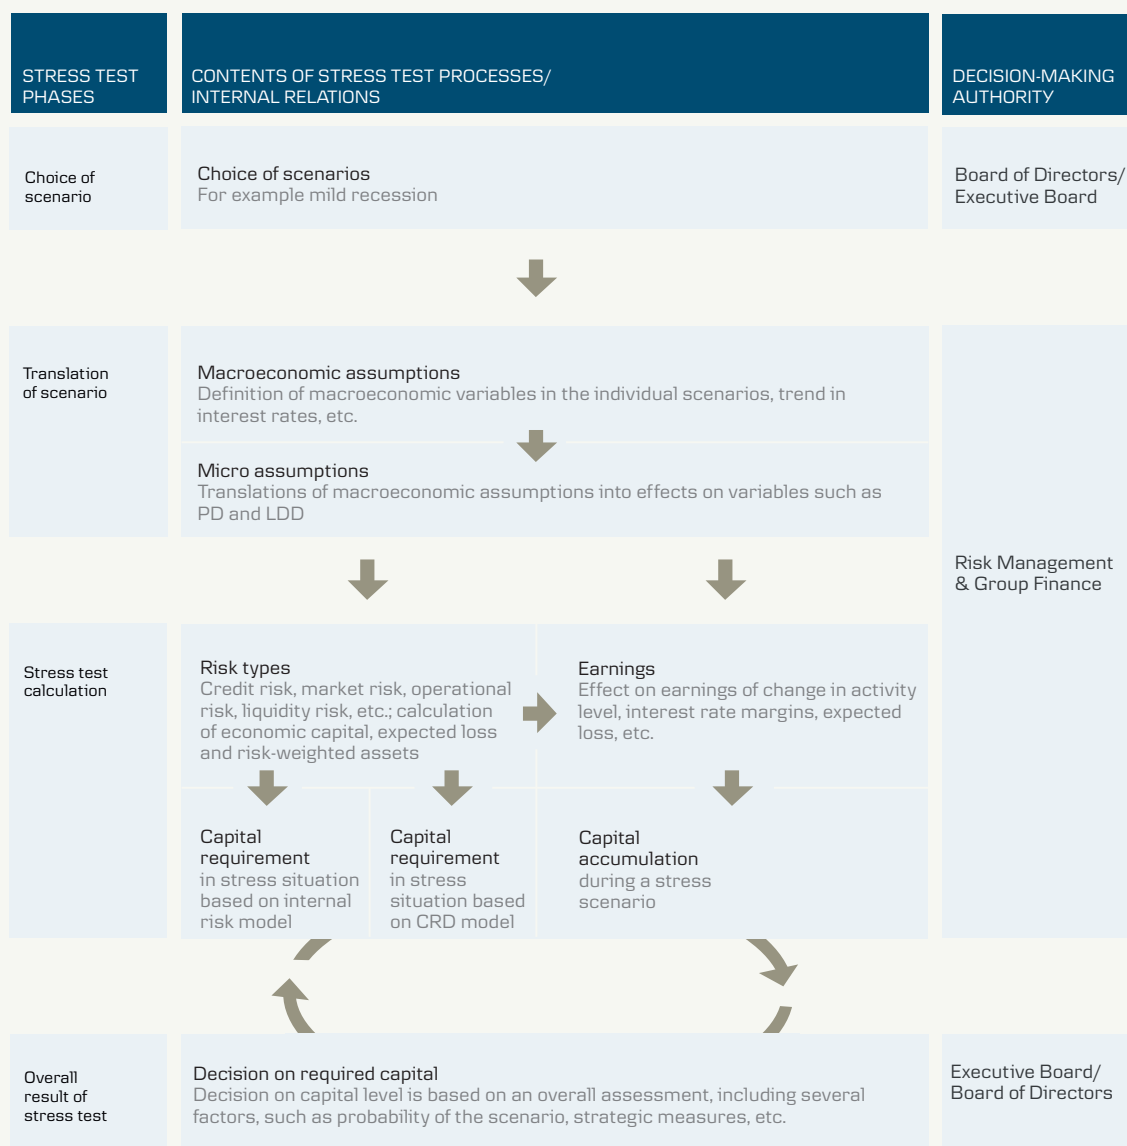 STRESS TEST
PHASES
CONTENTS OF STRESS TEST PROCESSES/
INTERNAL RELATIONS
DECISION-MAKING
AUTHORITY
Choice of
scenario
Choice of scenarios
For example mild recession
Board of Directors/
Executive Board
Translation
of scenario
Macroeconomic assumptions
Definition of macroeconomic variables in the individual scenarios, trend in
interest rates, etc.
Micro assumptions
Translations of macroeconomic assumptions into effects on variables such as
PD and LDD
Risk Management
& Group Finance
Stress test
calculation
Risk types
Credit risk, market risk, operational
risk, liquidity risk, etc.; calculation
of economic capital, expected loss
and risk-weighted assets
Earnings
Effect on earnings of change in activity
level, interest rate margins, expected
loss, etc.
Capital
requirement
in stress situation
based on internal
risk model
Capital
requirement
in stress
situation based
on CRD model
Capital
accumulation
during a stress
scenario
Overall
result of
stress test
Decision on required capital
Decision on capital level is based on an overall assessment, including several
factors, such as probability of the scenario, strategic measures, etc.
Executive Board/
Board of Directors